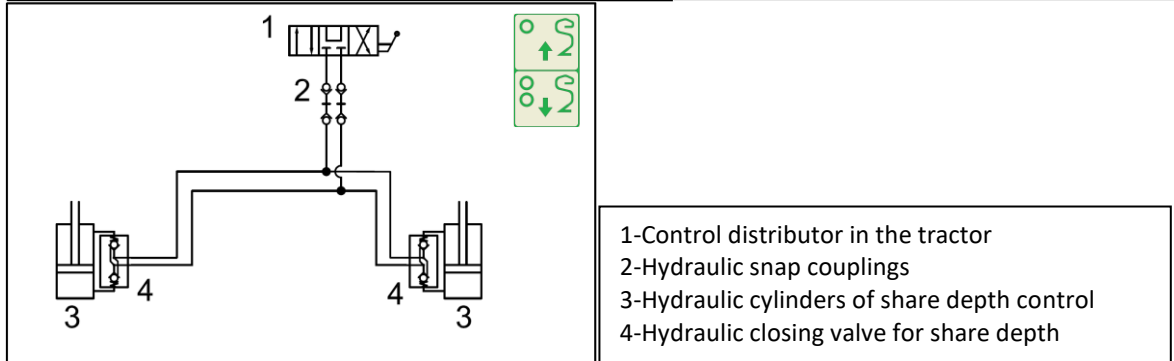 1
2
4
4
3
3
1-Control distributor in the tractor
2-Hydraulic snap couplings
3-Hydraulic cylinders of share depth control
4-Hydraulic closing valve for share depth